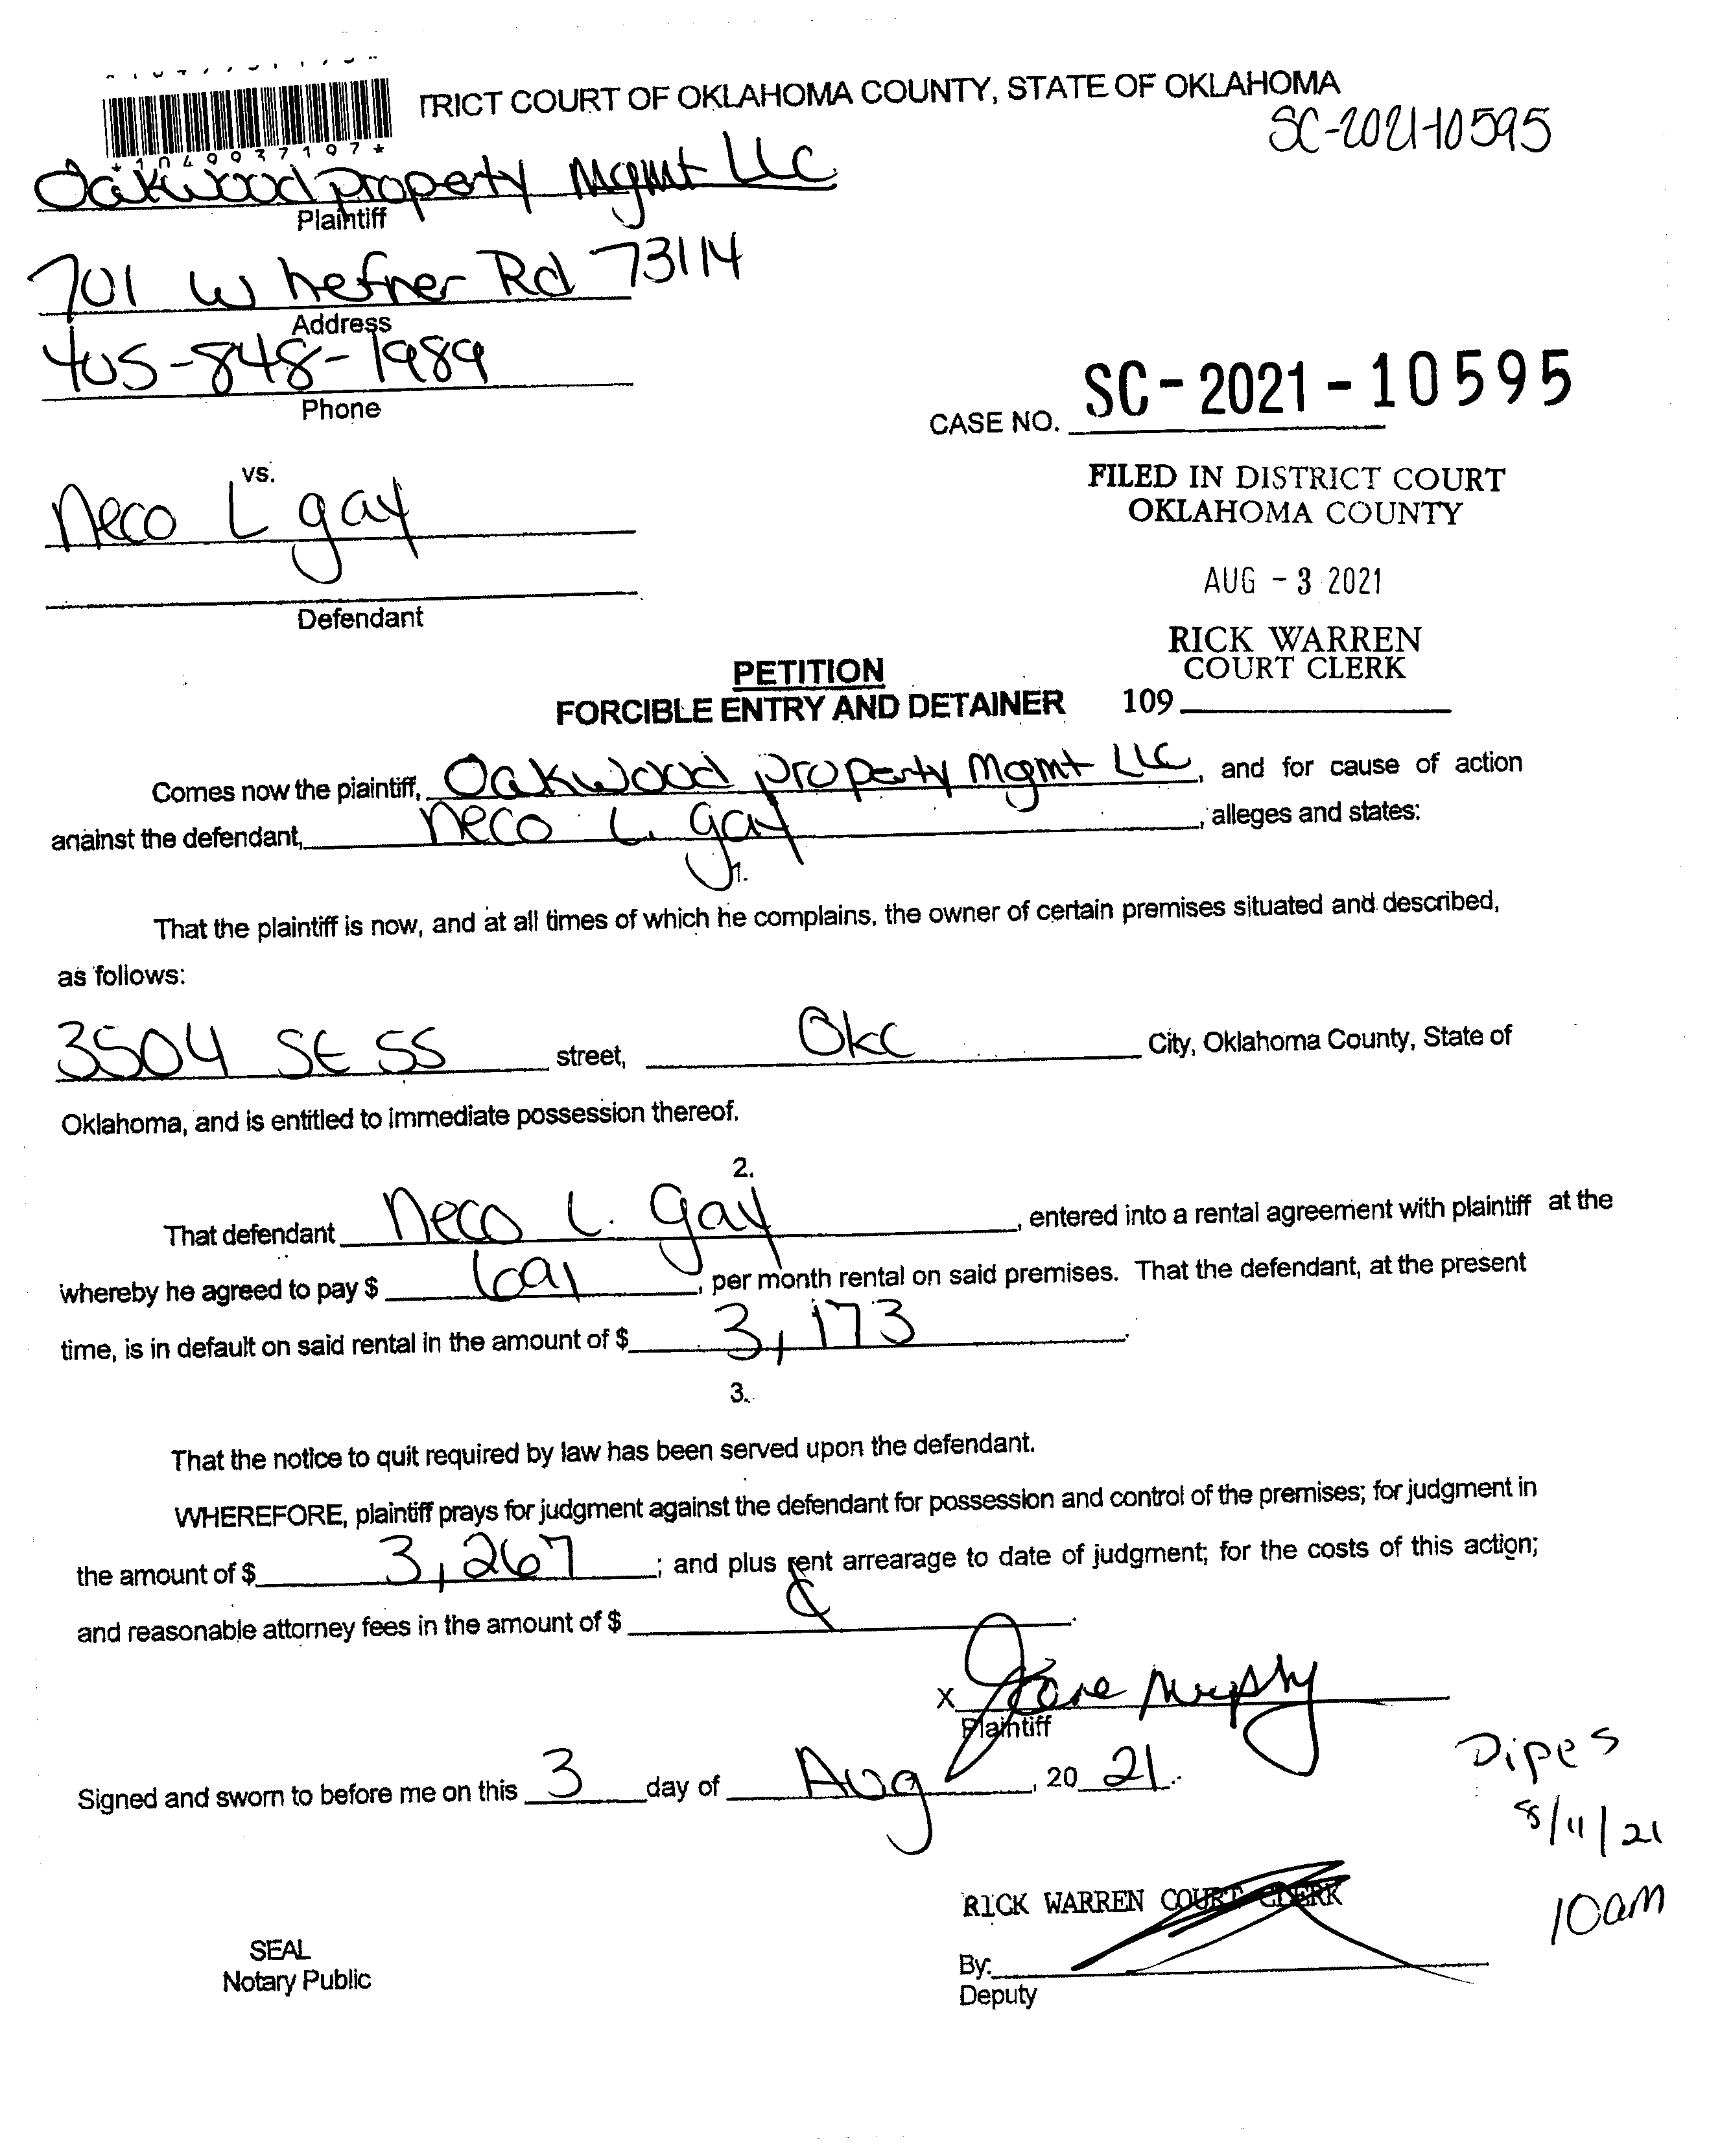 TRICT COURT OF OKLAHOMA COUNTY, STATE OF OKLAHOMA
SC-2021-10595
*1049937197*
Oakwood property Mgmt LLC
Plaintiff
701 W hefner Rd 73114
Address
405-848-1989
Phone
CASE NO. SC-2021-10595
vs.
FILED IN DISTRICT COURT
OKLAHOMA COUNTY
Neco L gay
AUG - 3 2021
Defendant
RICK WARREN
COURT CLERK
PETITION
FORCIBLE ENTRY AND DETAINER
109
Comes now the plaintiff, Oakwood property Mgmt LLC, and for cause of action
against the defendant, Neco L. gay, alleges and states:
1.
That the plaintiff is now, and at all times of which he complains, the owner of certain premises situated and described,
as follows:
3504 SE 55 street, Okc City, Oklahoma County, State of
Oklahoma, and is entitled to immediate possession thereof.
2.
That defendant Neco L. Gay, entered into a rental agreement with plaintiff at the
whereby he agreed to pay $ 691, per month rental on said premises. That the defendant, at the present
time, is in default on said rental in the amount of $ 3,173.
3.
That the notice to quit required by law has been served upon the defendant.
WHEREFORE, plaintiff prays for judgment against the defendant for possession and control of the premises; for judgment in
the amount of $ 3,267; and plus rent arrearage to date of judgment; for the costs of this action;
and reasonable attorney fees in the amount of $
X Murphy
Plaintiff
Signed and sworn to before me on this 3 day of Aug, 20 21.
Dipes
8/11/21
10am
RICK WARREN COURT CLERK
SEAL
Notary Public
By:
Deputy